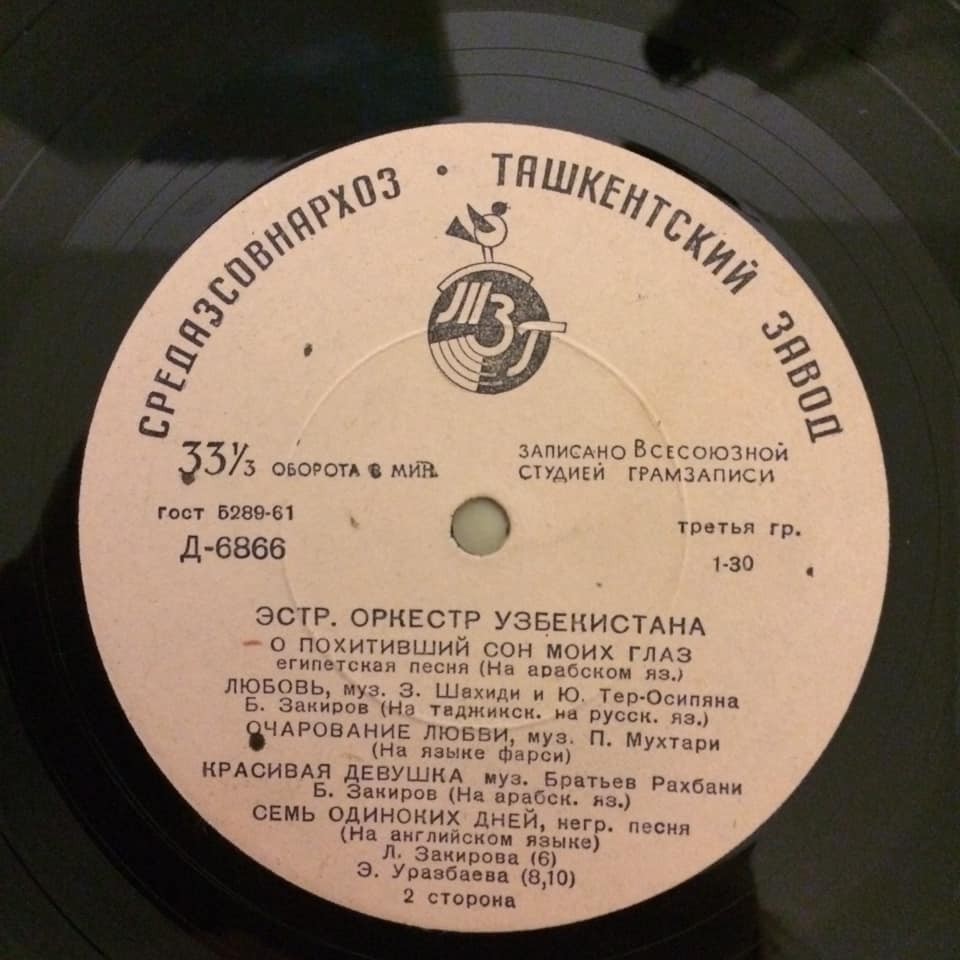 СРЕДАЗСОВНАРХОЗ • ТАШКЕНТСКИЙ ЗАВОД
ТЗГ
33⅓ ОБОРОТА В МИН.
ЗАПИСАНО ВСЕСОЮЗНОЙ
СТУДИЕЙ ГРАМЗАПИСИ
ГОСТ 5289-61
Д-6866
третья гр.
1-30
ЭСТР. ОРКЕСТР УЗБЕКИСТАНА
О ПОХИТИВШИЙ СОН МОИХ ГЛАЗ
египетская песня (На арабском яз.)
ЛЮБОВЬ, муз. З. Шахиди и Ю. Тер-Осипяна
Б. Закиров (На таджикск. на русск. яз.)
ОЧАРОВАНИЕ ЛЮБВИ, муз. П. Мухтари
(На языке фарси)
КРАСИВАЯ ДЕВУШКА муз. Братьев Рахбани
Б. Закиров (На арабск. яз.)
СЕМЬ ОДИНОКИХ ДНЕЙ, негр. песня
(На английском языке)
Л. Закирова (6)
Э. Уразбаева (8,10)
2 сторона